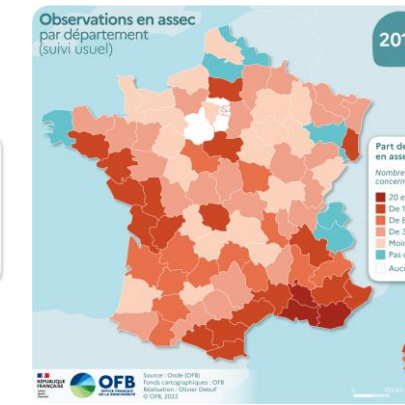 Observations en assec
par département
(suivi usuel)
201
Part de
en asse
Nombre
concern
20 e
De 1
De 8
De 3
Moin
Pas d
Aucu
RÉPUBLIQUE
FRANÇAISE
OFB
OFFICE FRANÇAIS
DE LA BIODIVERSITÉ
Source : Onde (OFB)
Fonds cartographiques : OFB
Réalisation : Olivier Debuf
© OFB, 2022